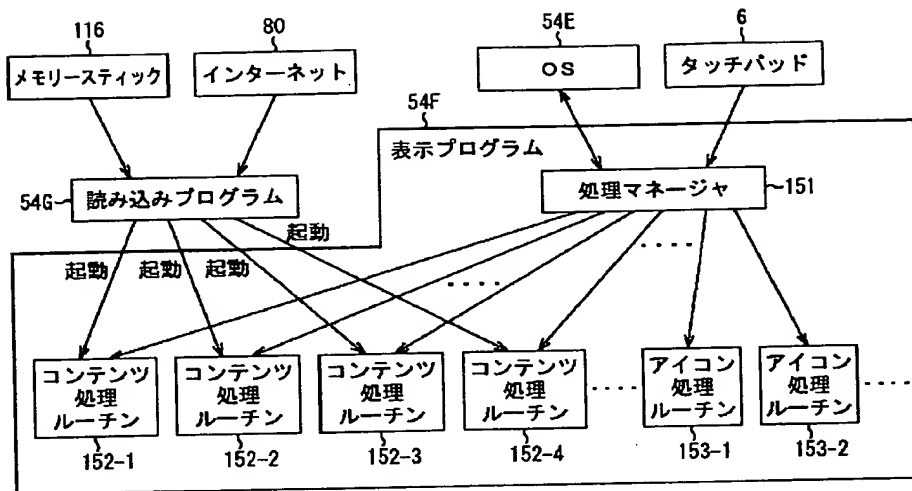 116
80
54E
6
メモリースティック
インターネット
OS
タッチパッド
54F
表示プログラム
54G
読み込みプログラム
処理マネージャ
151
起動
起動
起動
起動
・・・・・
・・・・
コンテンツ
処理
ルーチン
コンテンツ
処理
ルーチン
コンテンツ
処理
ルーチン
コンテンツ
処理
ルーチン
・・・・・
アイコン
処理
ルーチン
アイコン
処理
ルーチン
・・・・・
152-1
152-2
152-3
152-4
153-1
153-2